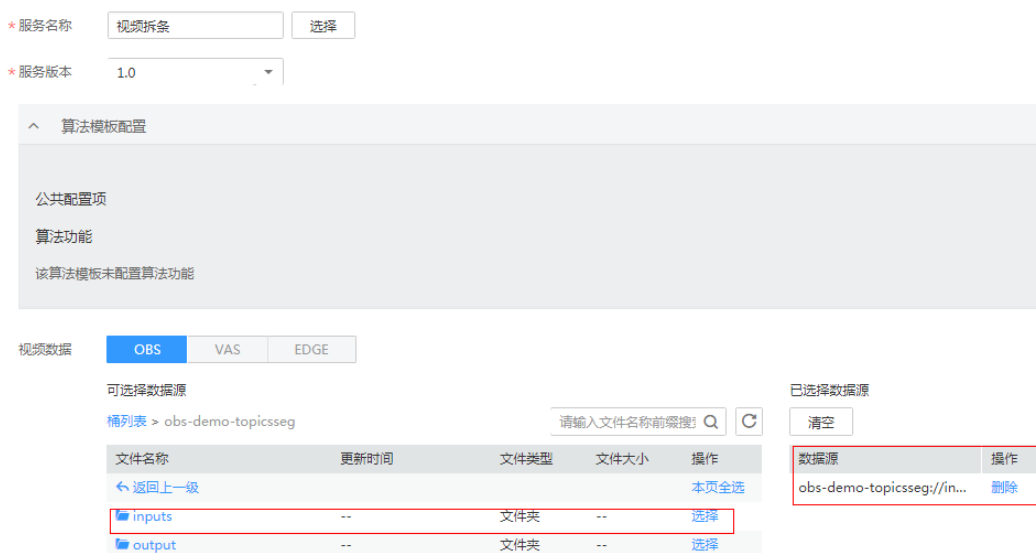 *服务名称 视频拆条 选择
*服务版本 1.0
算法模板配置
公共配置项
算法功能
该算法模板未配置算法功能
视频数据 OBS VAS EDGE
可选择数据源 已选择数据源
桶列表 > obs-demo-topicsseg 请输入文件名称前缀搜 清空
文件名称 更新时间 文件类型 文件大小 操作 数据源 操作
返回上一级 本页全选 obs-demo-topicsseg://in... 删除
inputs -- 文件夹 -- 选择
output -- 文件夹 -- 选择